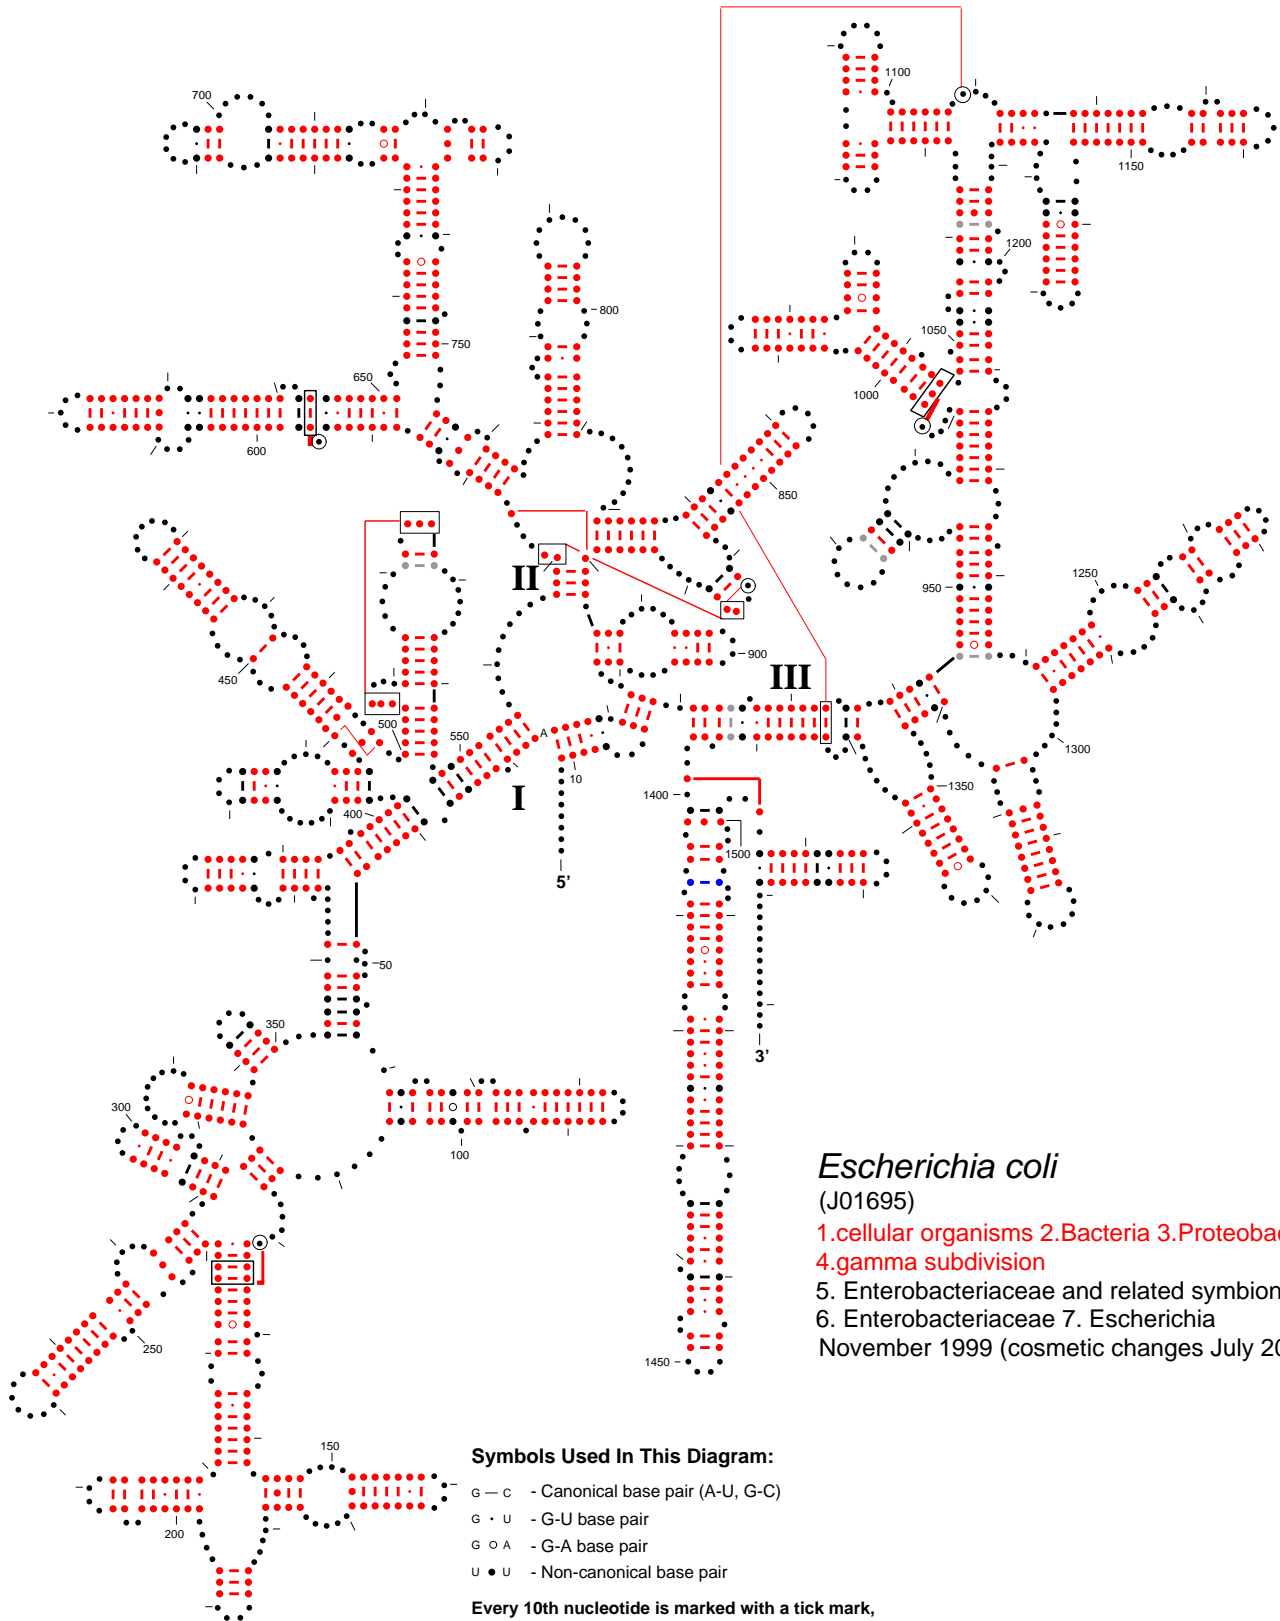 700
1100
1150
1200
800
1050
750
650
1000
600
850
II
950
1250
450
900
III
500
550
A
10
I
1300
1400
1350
400
1500
5’
50
3’
350
300
100
Escherichia coli
(J01695)
1.cellular organisms 2.Bacteria 3.Proteobac
4.gamma subdivision
5. Enterobacteriaceae and related symbion
6. Enterobacteriaceae 7. Escherichia
November 1999 (cosmetic changes July 20
250
1450
150
200
Symbols Used In This Diagram:
G — C - Canonical base pair (A-U, G-C)
G • U - G-U base pair
G O A - G-A base pair
U ● U - Non-canonical base pair
Every 10th nucleotide is marked with a tick mark,